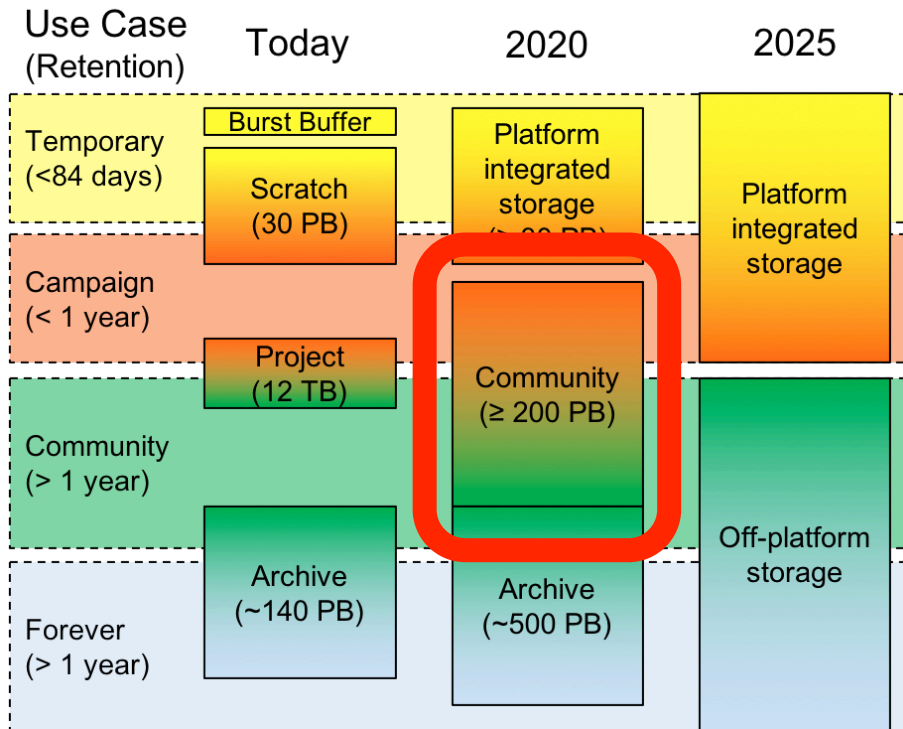 Use Case
(Retention)
Today
2020
2025
Temporary
(<84 days)
Burst Buffer
Scratch
(30 PB)
Platform
integrated
storage
Platform
integrated
storage
Campaign
(< 1 year)
Project
(12 TB)
Community
(≥ 200 PB)
Community
(> 1 year)
Archive
(~140 PB)
Archive
(~500 PB)
Off-platform
storage
Forever
(> 1 year)